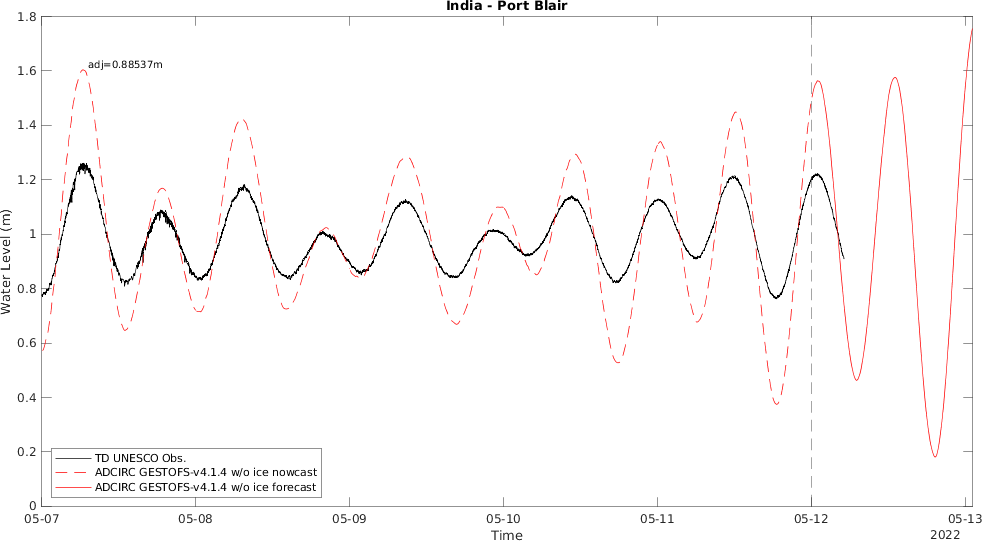 India - Port Blair
adj=0.88537m
Water Level (m)
1.8
1.6
1.4
1.2
1
0.8
0.6
0.4
0.2
0
TD UNESCO Obs.
ADCIRC GESTOFS-v4.1.4 w/o ice nowcast
ADCIRC GESTOFS-v4.1.4 w/o ice forecast
05-07 05-08 05-09 05-10 05-11 05-12 05-13
Time
2022